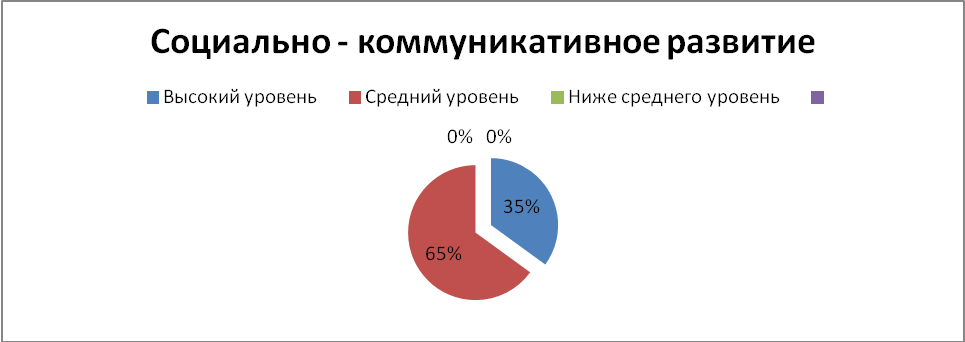 Социально - коммуникативное развитие
Высокий уровень Средний уровень Ниже среднего уровень
0% 0%
35%
65%